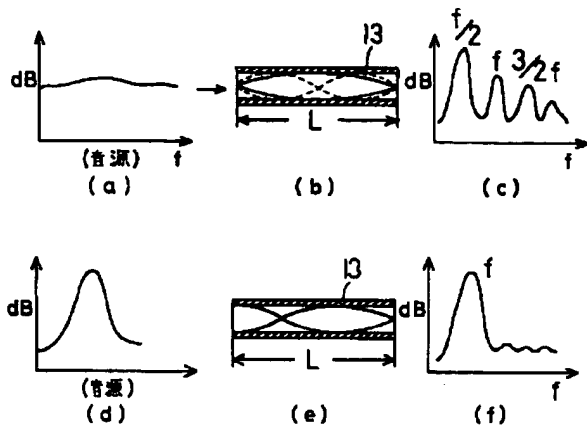 dB
(音源) f
(a)
13
L
(b)
f/2 f 3/2 f
dB
f
(c)
dB
(音源)
(d)
13
L
(e)
dB
f
f
(f)